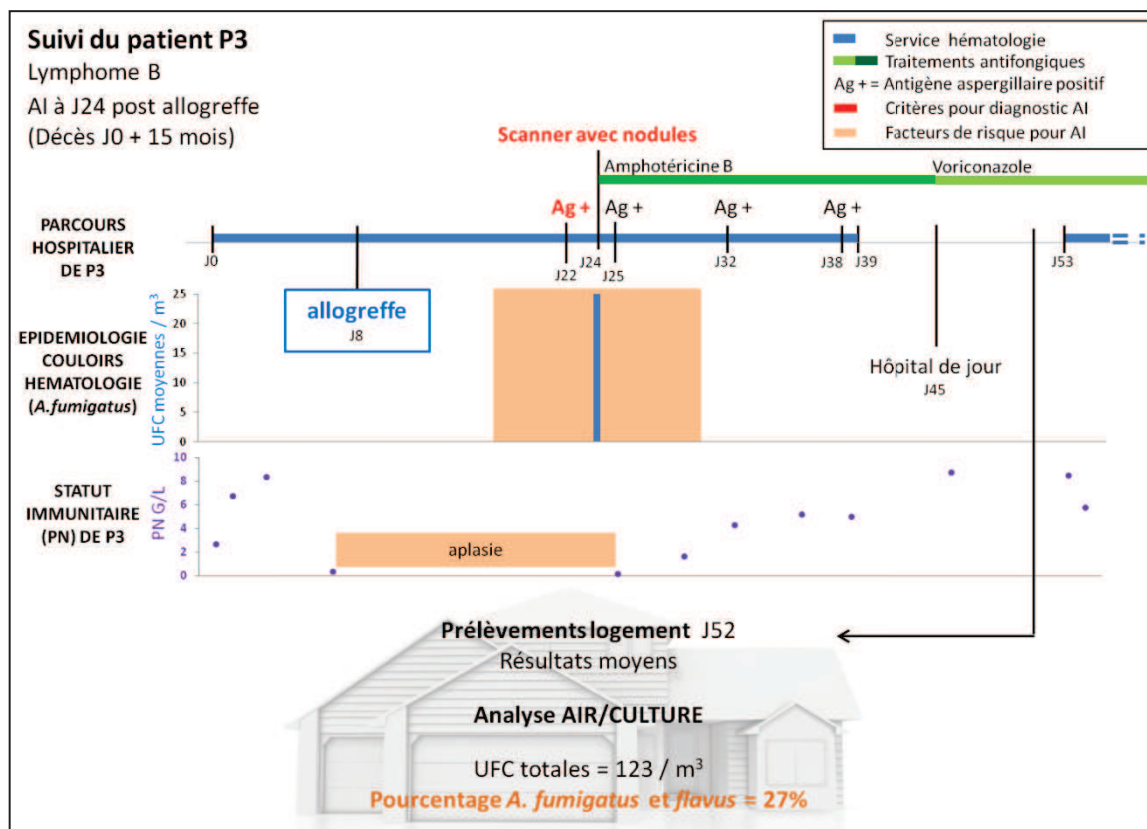 Suivi du patient P3
Lymphome B
AI à J24 post allogreffe
(Décès J0 + 15 mois)
Service hématologie
Traitements antifongiques
Ag + = Antigène aspergillaire positif
Critères pour diagnostic AI
Facteurs de risque pour AI
Scanner avec nodules
Amphotéricine B
Voriconazole
PARCOURS
HOSPITALIER
DE P3
Ag +
Ag +
Ag +
Ag +
J0
J22
J24
J25
J32
J38
J39
J53
allogreffe
J8
Hôpital de jour
J45
EPIDEMIOLOGIE
COULOIRS
HEMATOLOGIE
(A.fumigatus)
UFC moyennes / m³
25
20
15
10
5
0
STATUT
IMMUNITAIRE
(PN) DE P3
PN G/L
10
8
6
4
2
0
aplasie
Prélèvements logement J52
Résultats moyens
Analyse AIR/CULTURE
UFC totales = 123 / m³
Pourcentage A. fumigatus et flavus = 27%